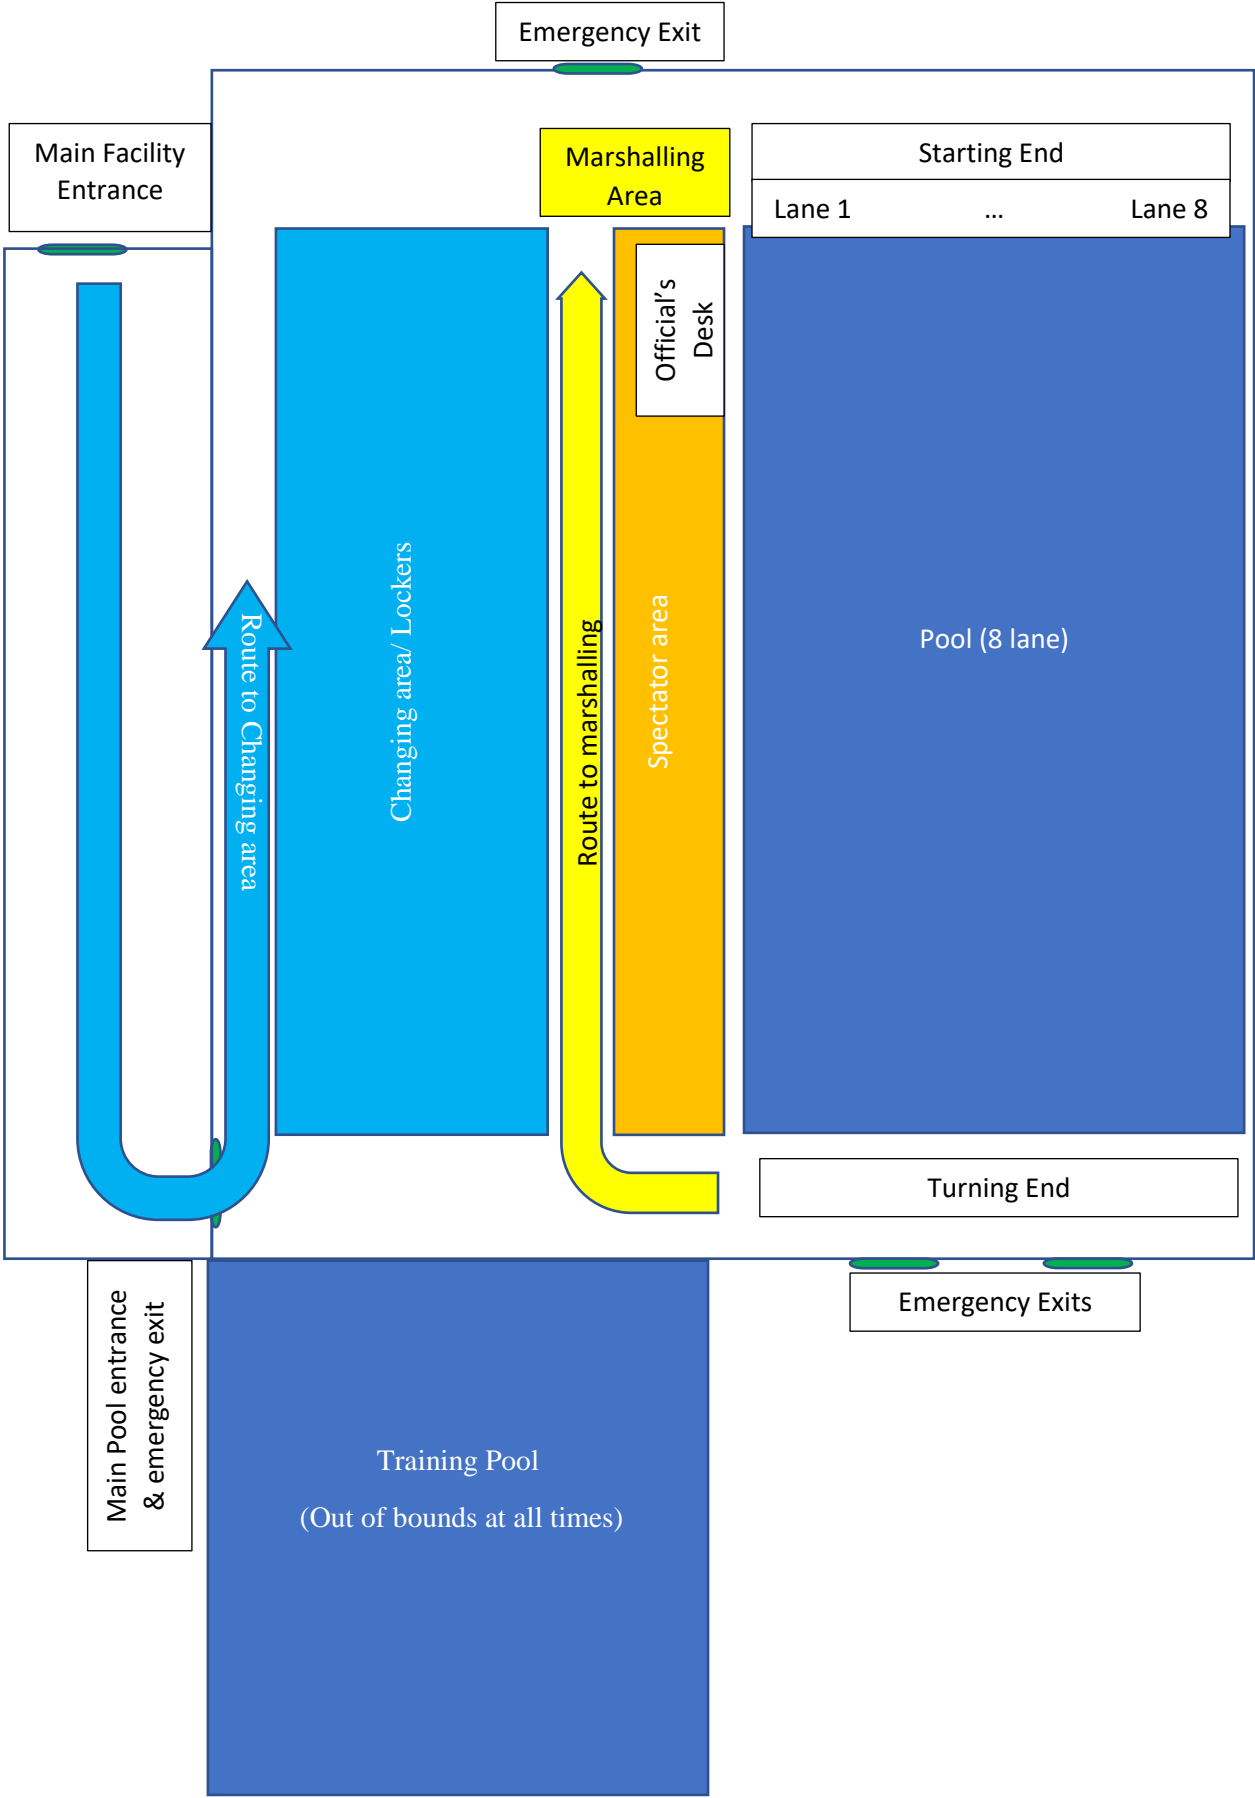 Emergency Exit
Main Facility
Entrance
Marshalling
Area
Starting End
Lane 1 ... Lane 8
Official's
Desk
Route to Changing area
Changing area/ Lockers
Route to marshalling
Spectator area
Pool (8 lane)
Turning End
Main Pool entrance
& emergency exit
Emergency Exits
Training Pool
(Out of bounds at all times)